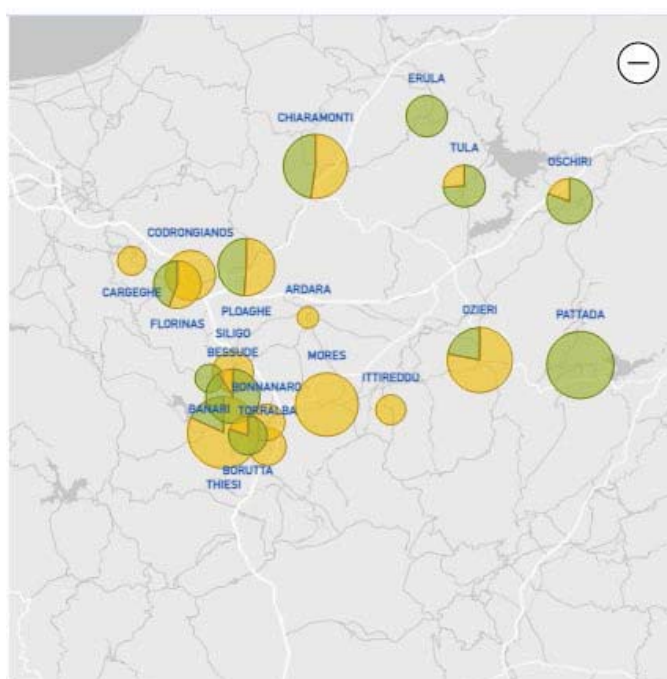 ERULA
CHIARAMONTI
TULA
OSCHIRI
CODRONGIANOS
CARGEGHE
PLOAGHE
ARDARA
FLORINAS
SILIGO
OZIERI
PATTADA
BESSUDE
MORES
ITTIREDDU
BONNANARO
BANARI
TORRALBA
BORUTTA
THIESI